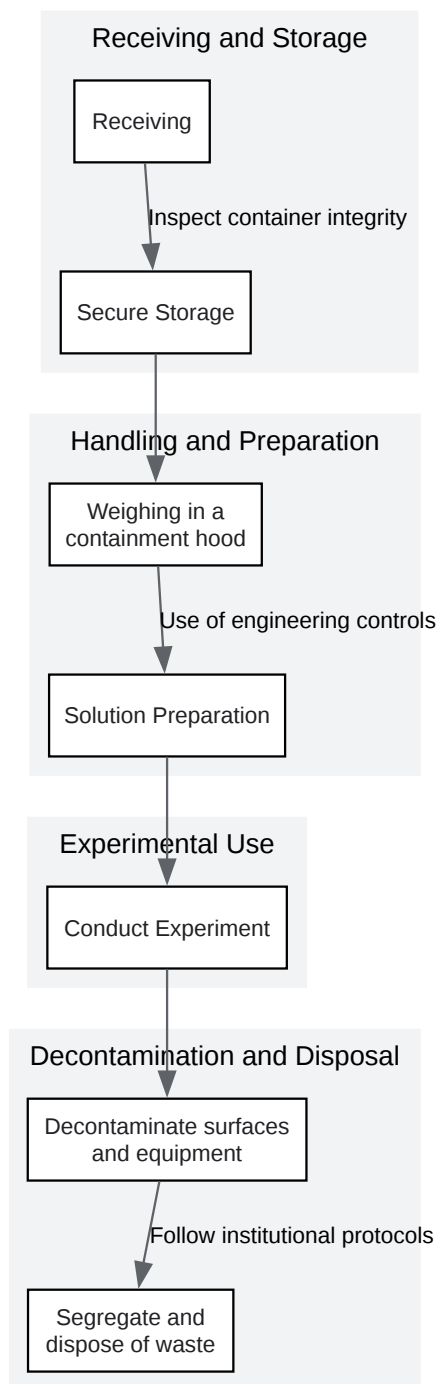 Receiving and Storage
Receiving
Inspect container integrity
Secure Storage
Handling and Preparation
Weighing in a
containment hood
Use of engineering controls
Solution Preparation
Experimental Use
Conduct Experiment
Decontamination and Disposal
Decontaminate surfaces
and equipment
Follow institutional protocols
Segregate and
dispose of waste